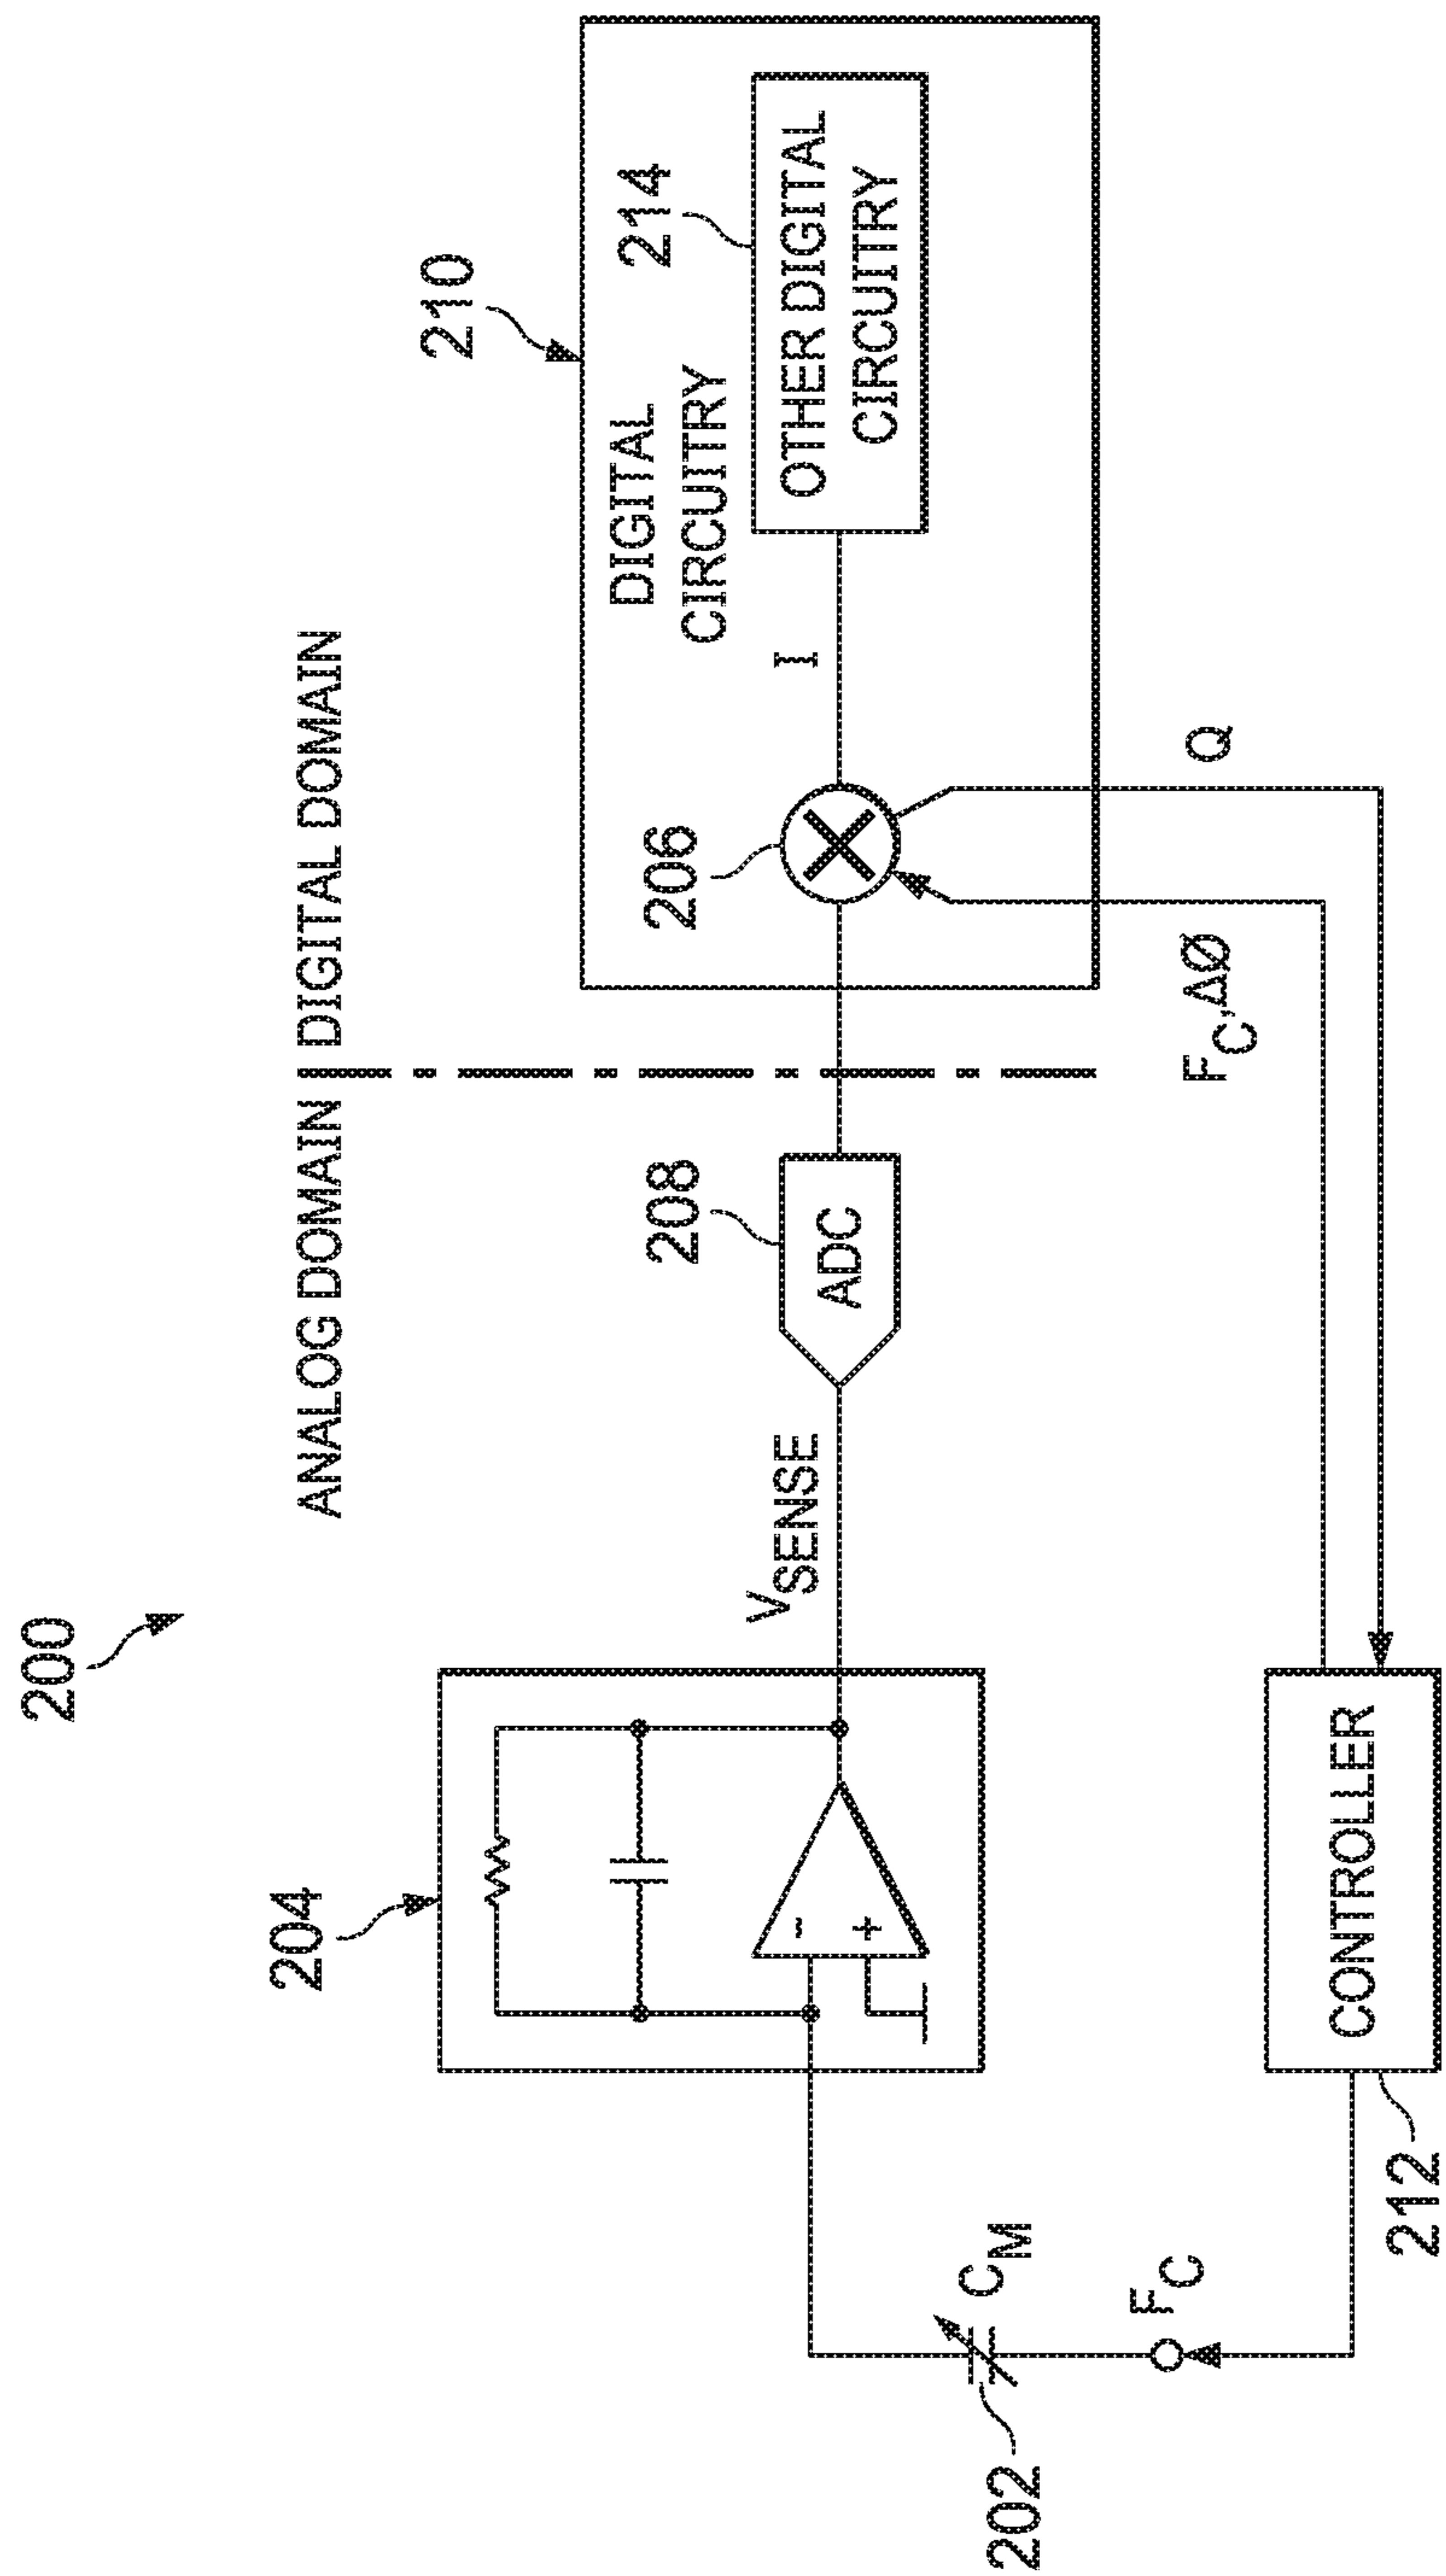 200
ANALOG DOMAIN
DIGITAL DOMAIN
204
210
DIGITAL
CIRCUITRY
214
OTHER DIGITAL
CIRCUITRY
206
208
ADC
VSENSE
I
-
+
CM
202
FC
FC,ΔØ
Q
CONTROLLER
212